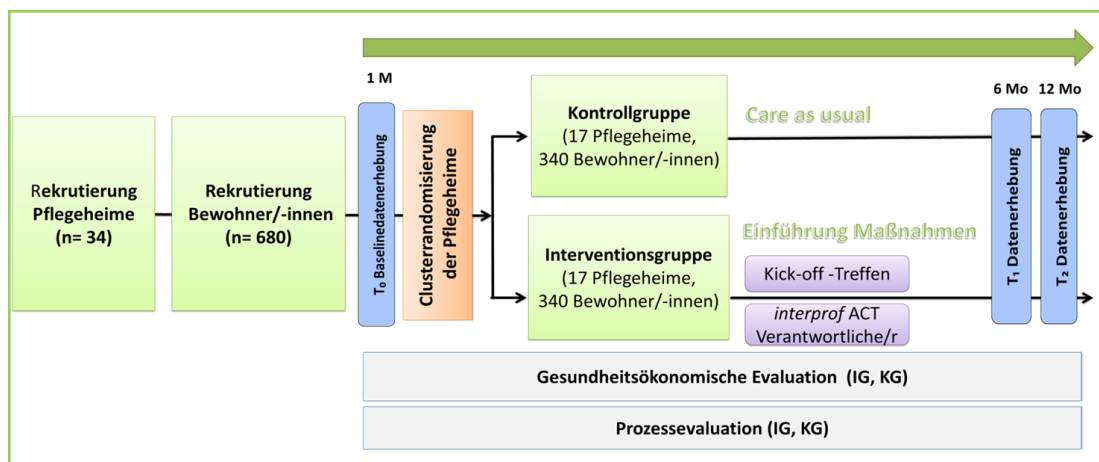 Rekrutierung
Pflegeheime
(n= 34)
Rekrutierung
Bewohner/-innen
(n= 680)
1 M
T₀ Baselinedatenerhebung
Clusterrandomisierung
der Pflegeheime
Kontrollgruppe
(17 Pflegeheime,
340 Bewohner/-innen)
Care as usual
Interventionsgruppe
(17 Pflegeheime,
340 Bewohner/-innen)
Einführung Maßnahmen
Kick-off -Treffen
interprof ACT
Verantwortliche/r
6 Mo
T₁ Datenerhebung
12 Mo
T₂ Datenerhebung
Gesundheitsökonomische Evaluation  (IG, KG)
Prozessevaluation (IG, KG)